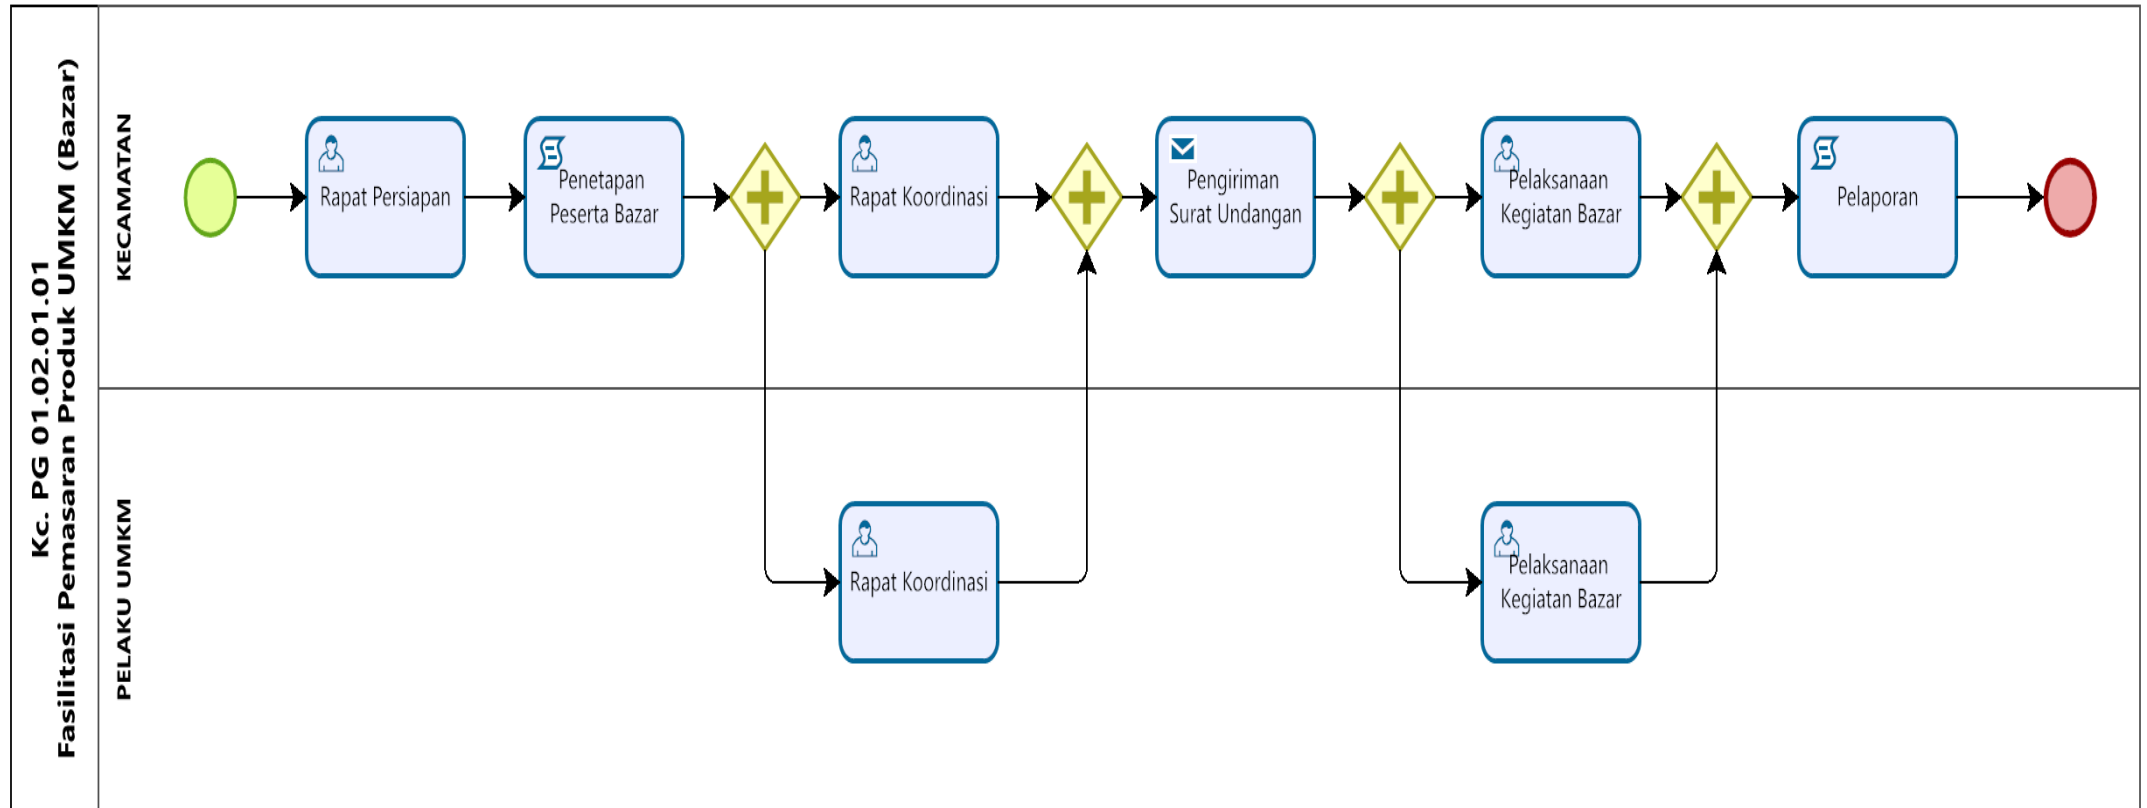 Kc. PG 01.02.01.01
Fasilitasi Pemasaran Produk UMKM (Bazar)
KECAMATAN
Rapat Persiapan
Penetapan
Peserta Bazar
Rapat Koordinasi
Pengiriman
Surat Undangan
Pelaksanaan
Kegiatan Bazar
Pelaporan
PELAKU UMKM
Rapat Koordinasi
Pelaksanaan
Kegiatan Bazar